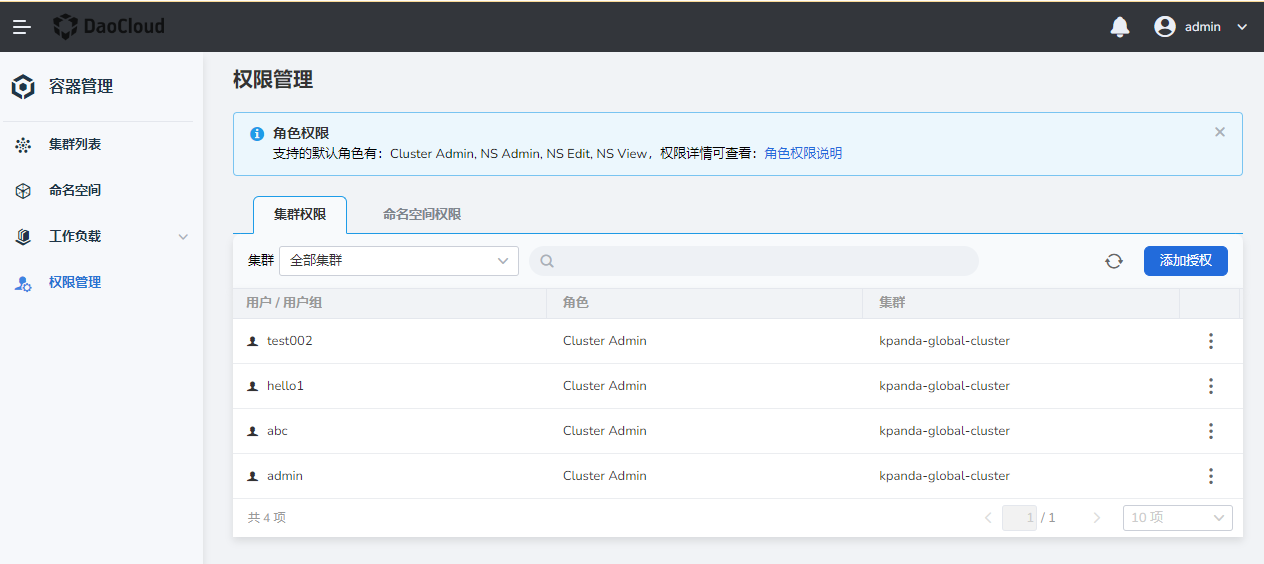 DaoCloud
admin
容器管理
集群列表
命名空间
工作负载
权限管理
权限管理
角色权限
支持的默认角色有：Cluster Admin, NS Admin, NS Edit, NS View，权限详情可查看：角色权限说明
集群权限 命名空间权限
集群 全部集群 添加授权
用户 / 用户组 角色 集群
test002 Cluster Admin kpanda-global-cluster
hello1 Cluster Admin kpanda-global-cluster
abc Cluster Admin kpanda-global-cluster
admin Cluster Admin kpanda-global-cluster
共 4 项 1 / 1 10 项